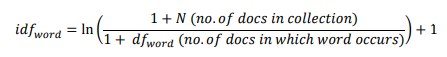 idf_word = ln(1 + N (no. of docs in collection) / 1 + df_word (no. of docs in which word occurs)) + 1